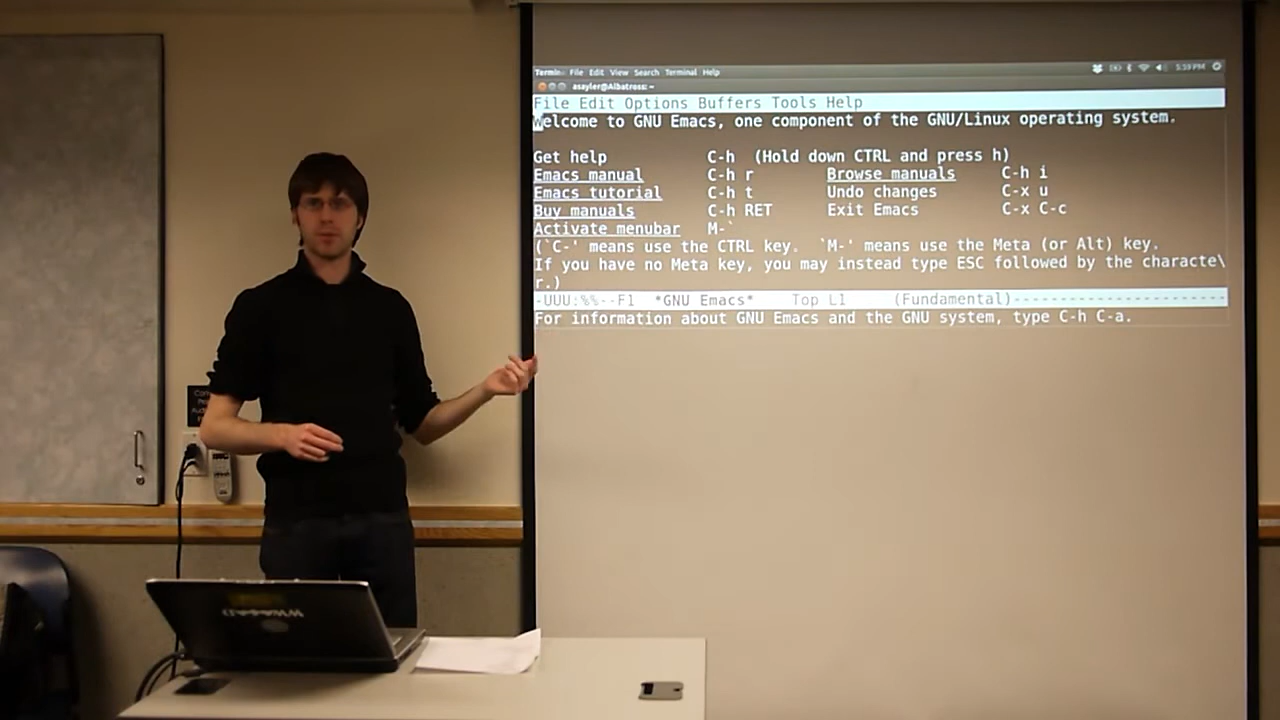 Termin File Edit View Search Terminal Help 5:59 PM
asayler@Albatross: ~
File Edit Options Buffers Tools Help
Welcome to GNU Emacs, one component of the GNU/Linux operating system.
Get help C-h (Hold down CTRL and press h)
Emacs manual C-h r Browse manuals C-h i
Emacs tutorial C-h t Undo changes C-x u
Buy manuals C-h RET Exit Emacs C-x C-c
Activate menubar M-`
(`C-' means use the CTRL key. `M-' means use the Meta (or Alt) key.
If you have no Meta key, you may instead type ESC followed by the characte\
r.)
-UUU:%%--F1 *GNU Emacs* Top L1 (Fundamental)-----------------------
For information about GNU Emacs and the GNU system, type C-h C-a.